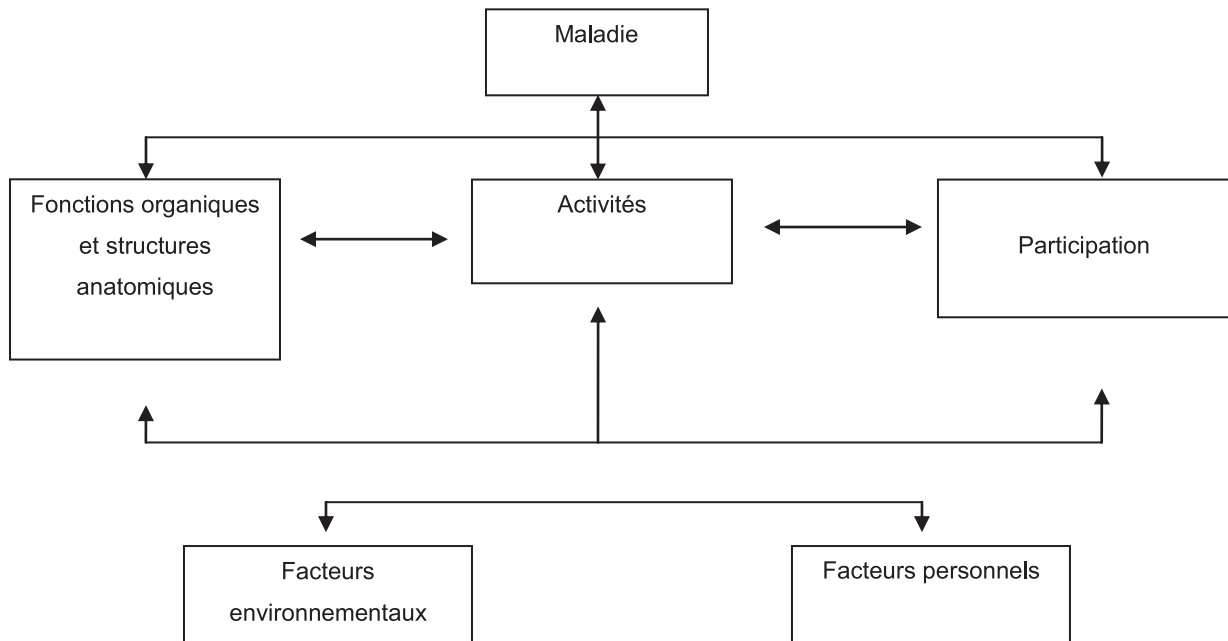 Maladie
Fonctions organiques
et structures
anatomiques
Activités
Participation
Facteurs
environnementaux
Facteurs personnels